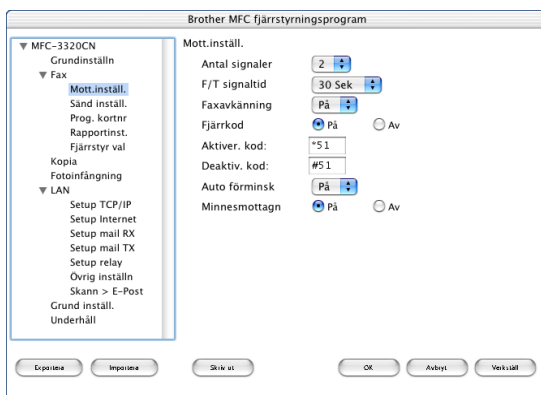 Brother MFC fjärrstyrningsprogram
MFC-3320CN
Grundinställn
Fax
Mott.inställ.
Sänd inställ.
Prog. kortnr
Rapportinst.
Fjärrstyr val
Kopia
Fotoinfångning
LAN
Setup TCP/IP
Setup Internet
Setup mail RX
Setup mail TX
Setup relay
Övrig inställn
Skann > E-Post
Grund inställ.
Underhåll
Mott.inställ.
Antal signaler 2
F/T signaltid 30 Sek
Faxavkänning På
Fjärrkod På Av
Aktiver. kod: *51
Deaktiv. kod: #51
Auto förminsk På
Minnesmottagn På Av
Exportera Importera Skriv ut OK Avbryt Verkställ